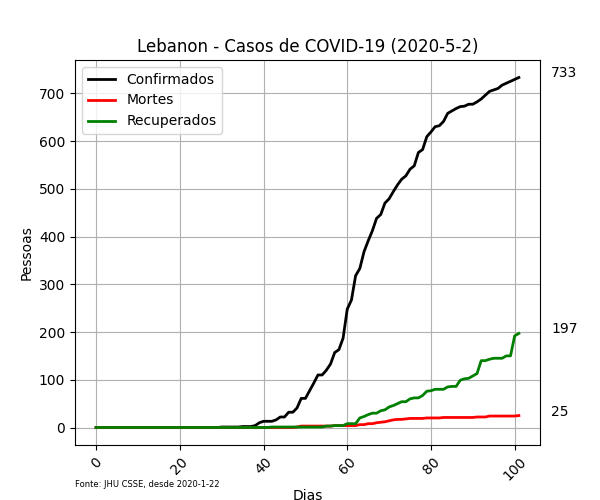 Lebanon - Casos de COVID-19 (2020-5-2)
Confirmados
Mortes
Recuperados
733
197
25
Pessoas
700
600
500
400
300
200
100
0
0
20
40
60
80
100
Fonte: JHU CSSE, desde 2020-1-22
Dias